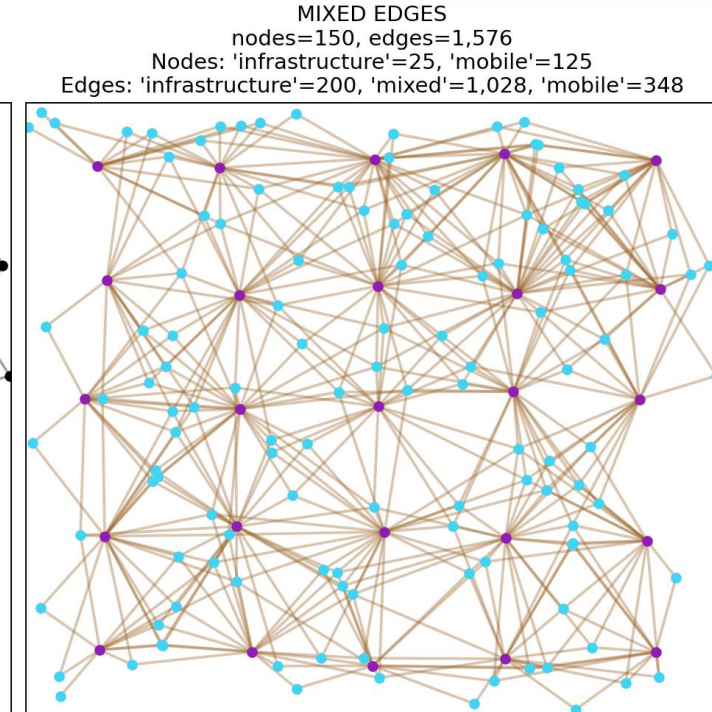 MIXED EDGES
nodes=150, edges=1,576
Nodes: 'infrastructure'=25, 'mobile'=125
Edges: 'infrastructure'=200, 'mixed'=1,028, 'mobile'=348